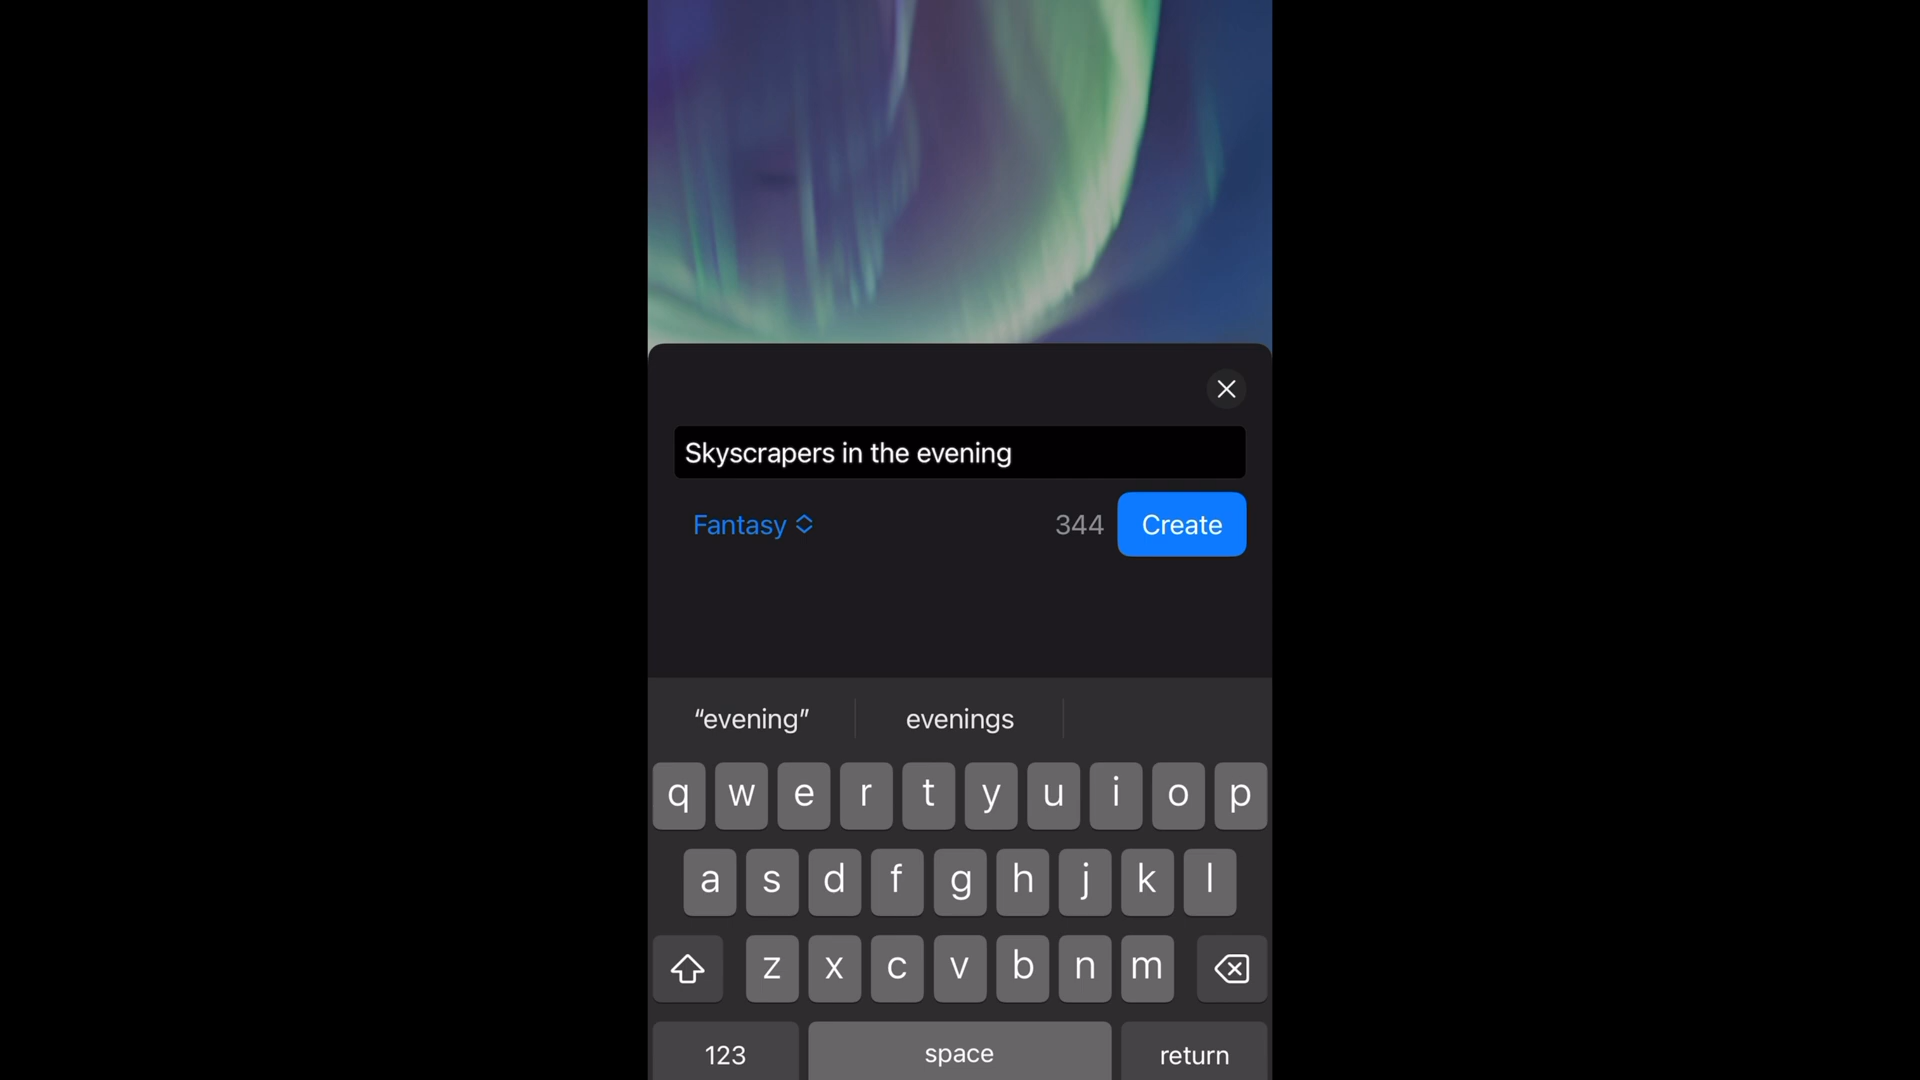 Skyscrapers in the evening
Fantasy 344 Create
“evening” evenings
q w e r t y u i o p
a s d f g h j k l
z x c v b n m
123 space return